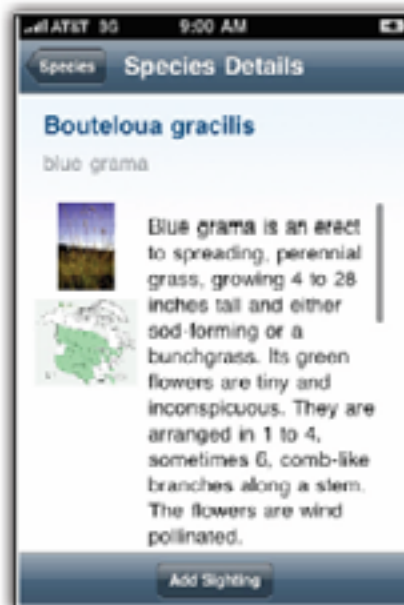 AT&T 3G 9:00 AM
Species Species Details
Bouteloua gracilis
blue grama
Blue grama is an erect
to spreading, perennial
grass, growing 4 to 28
inches tall and either
sod-forming or a
bunchgrass. Its green
flowers are tiny and
inconspicuous. They are
arranged in 1 to 4,
sometimes 6, comb-like
branches along a stem.
The flowers are wind
pollinated.
Add Sighting